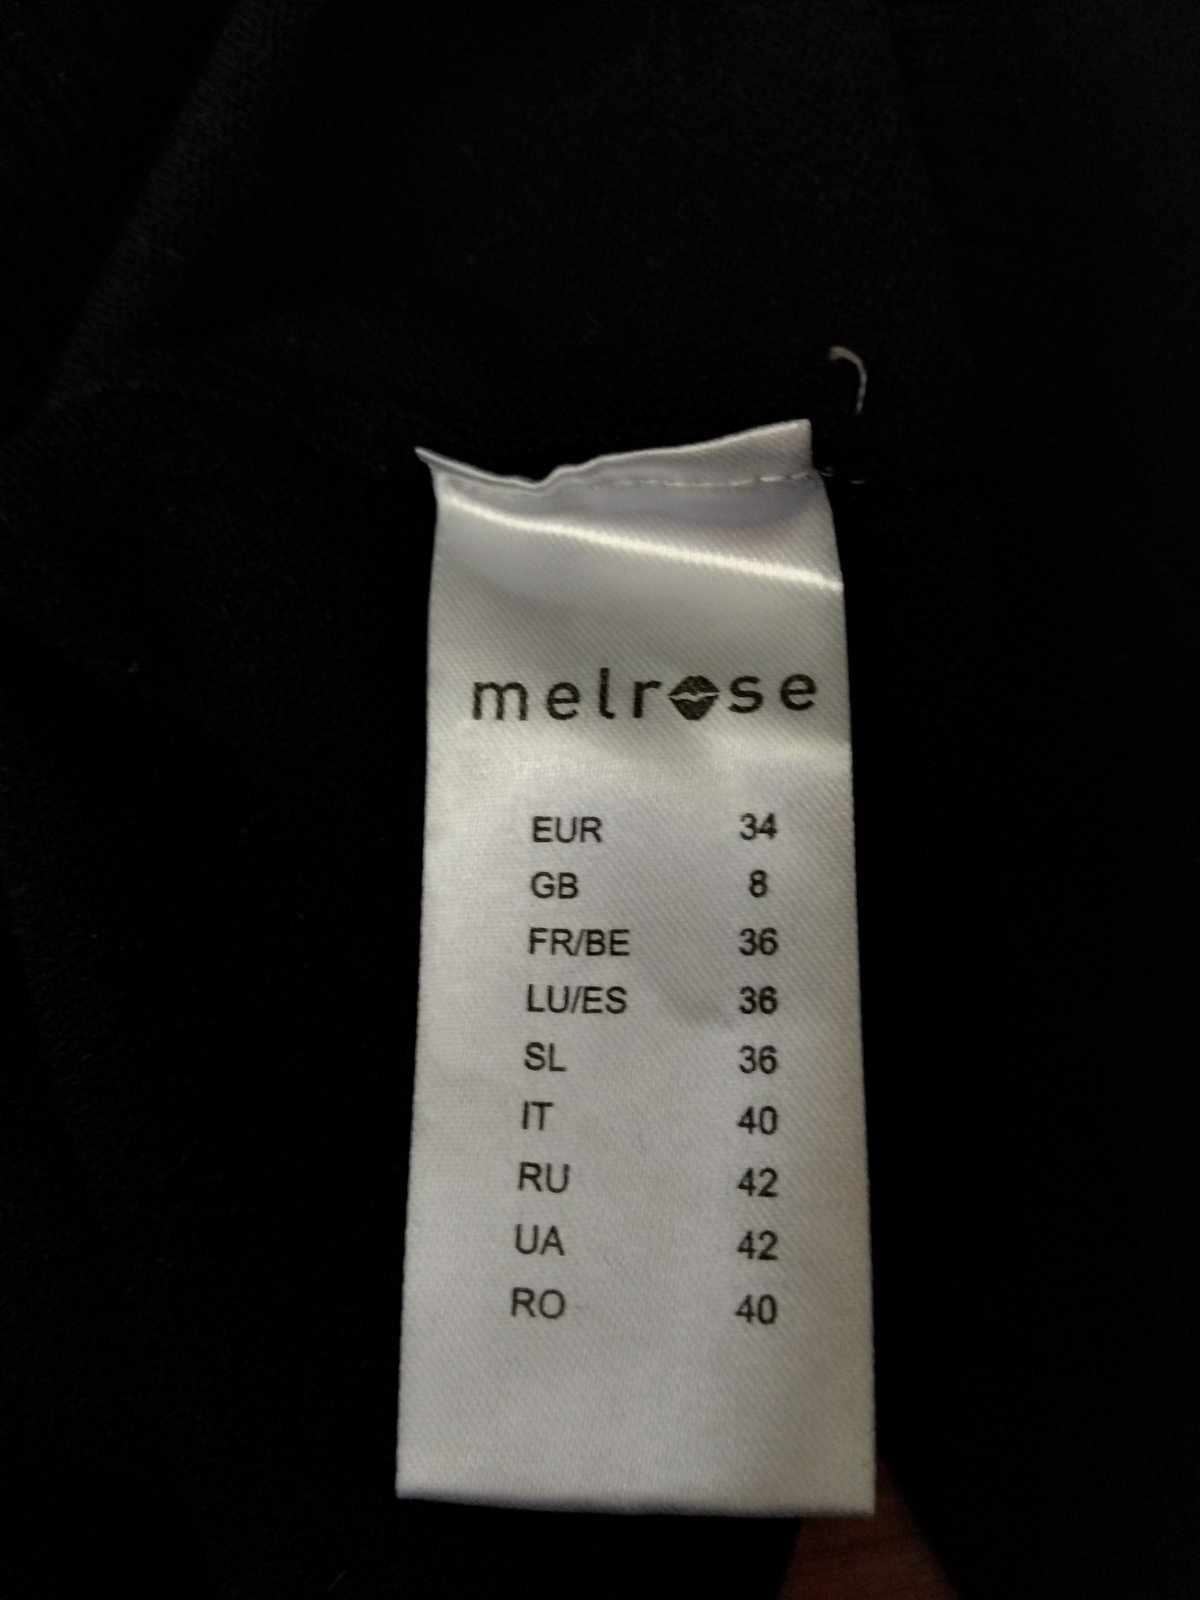 melrose
EUR 34
GB 8
FR/BE 36
LU/ES 36
SL 36
IT 40
RU 42
UA 42
RO 40